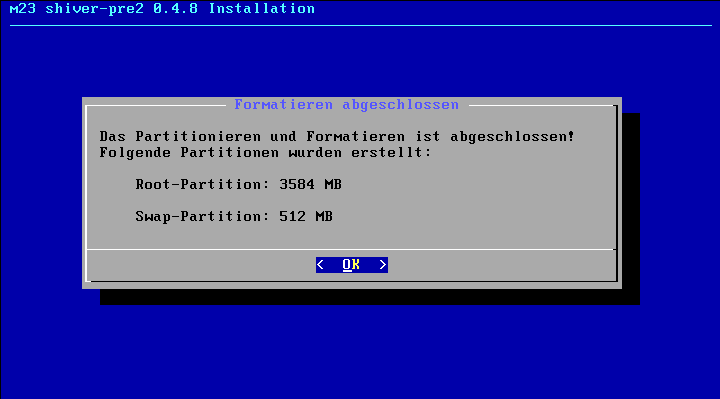 m23 shiver-pre2 0.4.8 Installation
Formatieren abgeschlossen
Das Partitionieren und Formatieren ist abgeschlossen!
Folgende Partitionen wurden erstellt:
Root-Partition: 3584 MB
Swap-Partition: 512 MB
< OK >